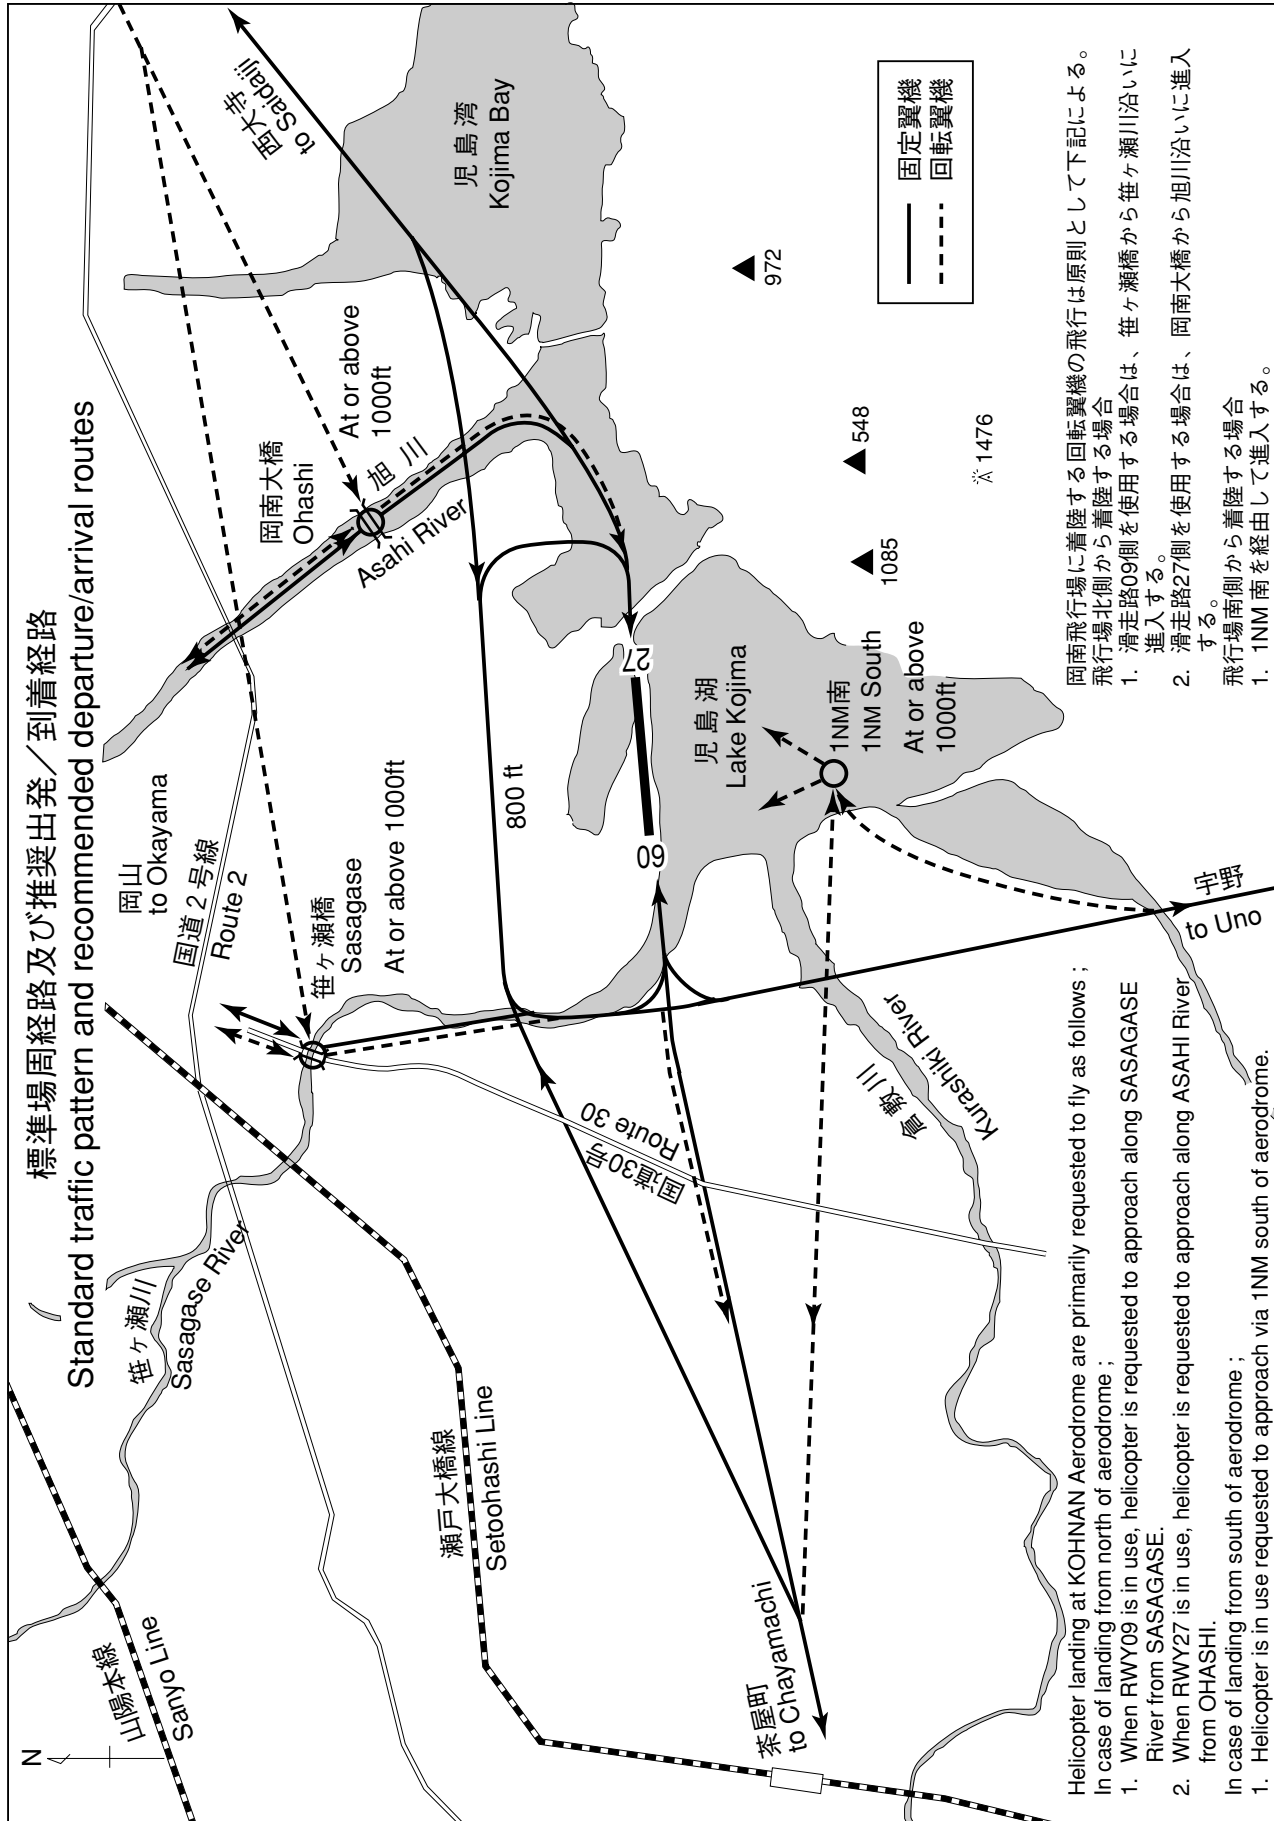 標準場周経路及び推奨出発／到着経路
Standard traffic pattern and recommended departure/arrival routes
N
山陽本線
Sanyo Line
笹ヶ瀬川
Sasagase River
瀬戸大橋線
Setoohashi Line
茶屋町
to Chayamachi
岡山
to Okayama
国道２号線
Route 2
笹ヶ瀬橋
Sasagase
At or above 1000ft
国道30号
Route 30
倉敷川
Kurashiki River
岡南大橋
Ohashi
At or above
1000ft
旭川
Asahi River
西大寺
to Saidaiji
児島湾
Kojima Bay
800 ft
09
27
児島湖
Lake Kojima
1NM南
1NM South
At or above
1000ft
宇野
to Uno
972
548
1085
1476
固定翼機
回転翼機
Helicopter landing at KOHNAN Aerodrome are primarily requested to fly as follows ;
In case of landing from north of aerodrome ;
1. When RWY09 is in use, helicopter is requested to approach along SASAGASE
River from SASAGASE.
2. When RWY27 is in use, helicopter is requested to approach along ASAHI River
from OHASHI.
In case of landing from south of aerodrome ;
1. Helicopter is in use requested to approach via 1NM south of aerodrome.
岡南飛行場に着陸する回転翼機の飛行は原則として下記による。
飛行場北側から着陸する場合
1. 滑走路09側を使用する場合は、笹ヶ瀬橋から笹ヶ瀬川沿いに
進入する。
2. 滑走路27側を使用する場合は、岡南大橋から旭川沿いに進入
する。
飛行場南側から着陸する場合
1. 1NM南を経由して進入する。